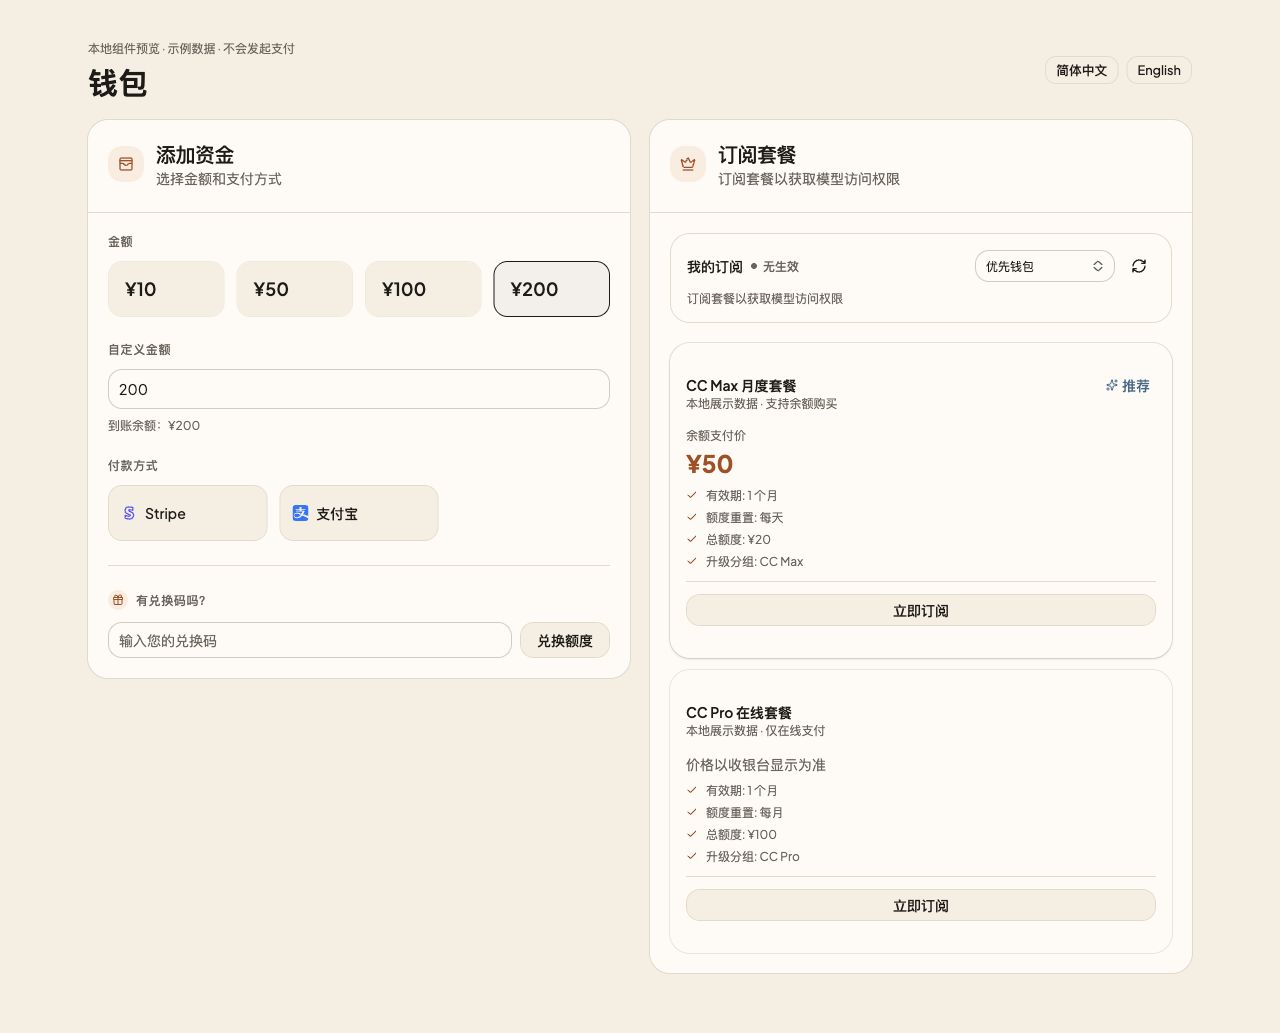 本地组件预览 · 示例数据 · 不会发起支付
钱包
简体中文
English
添加资金
选择金额和支付方式
金额
¥10
¥50
¥100
¥200
自定义金额
200
到账余额: ¥200
付款方式
Stripe
支付宝
有兑换码吗?
输入您的兑换码
兑换额度
订阅套餐
订阅套餐以获取模型访问权限
我的订阅
无生效
优先钱包
订阅套餐以获取模型访问权限
CC Max 月度套餐
推荐
本地展示数据 · 支持余额购买
余额支付价
¥50
有效期: 1 个月
额度重置: 每天
总额度: ¥20
升级分组: CC Max
立即订阅
CC Pro 在线套餐
本地展示数据 · 仅在线支付
价格以收银台显示为准
有效期: 1 个月
额度重置: 每月
总额度: ¥100
升级分组: CC Pro
立即订阅